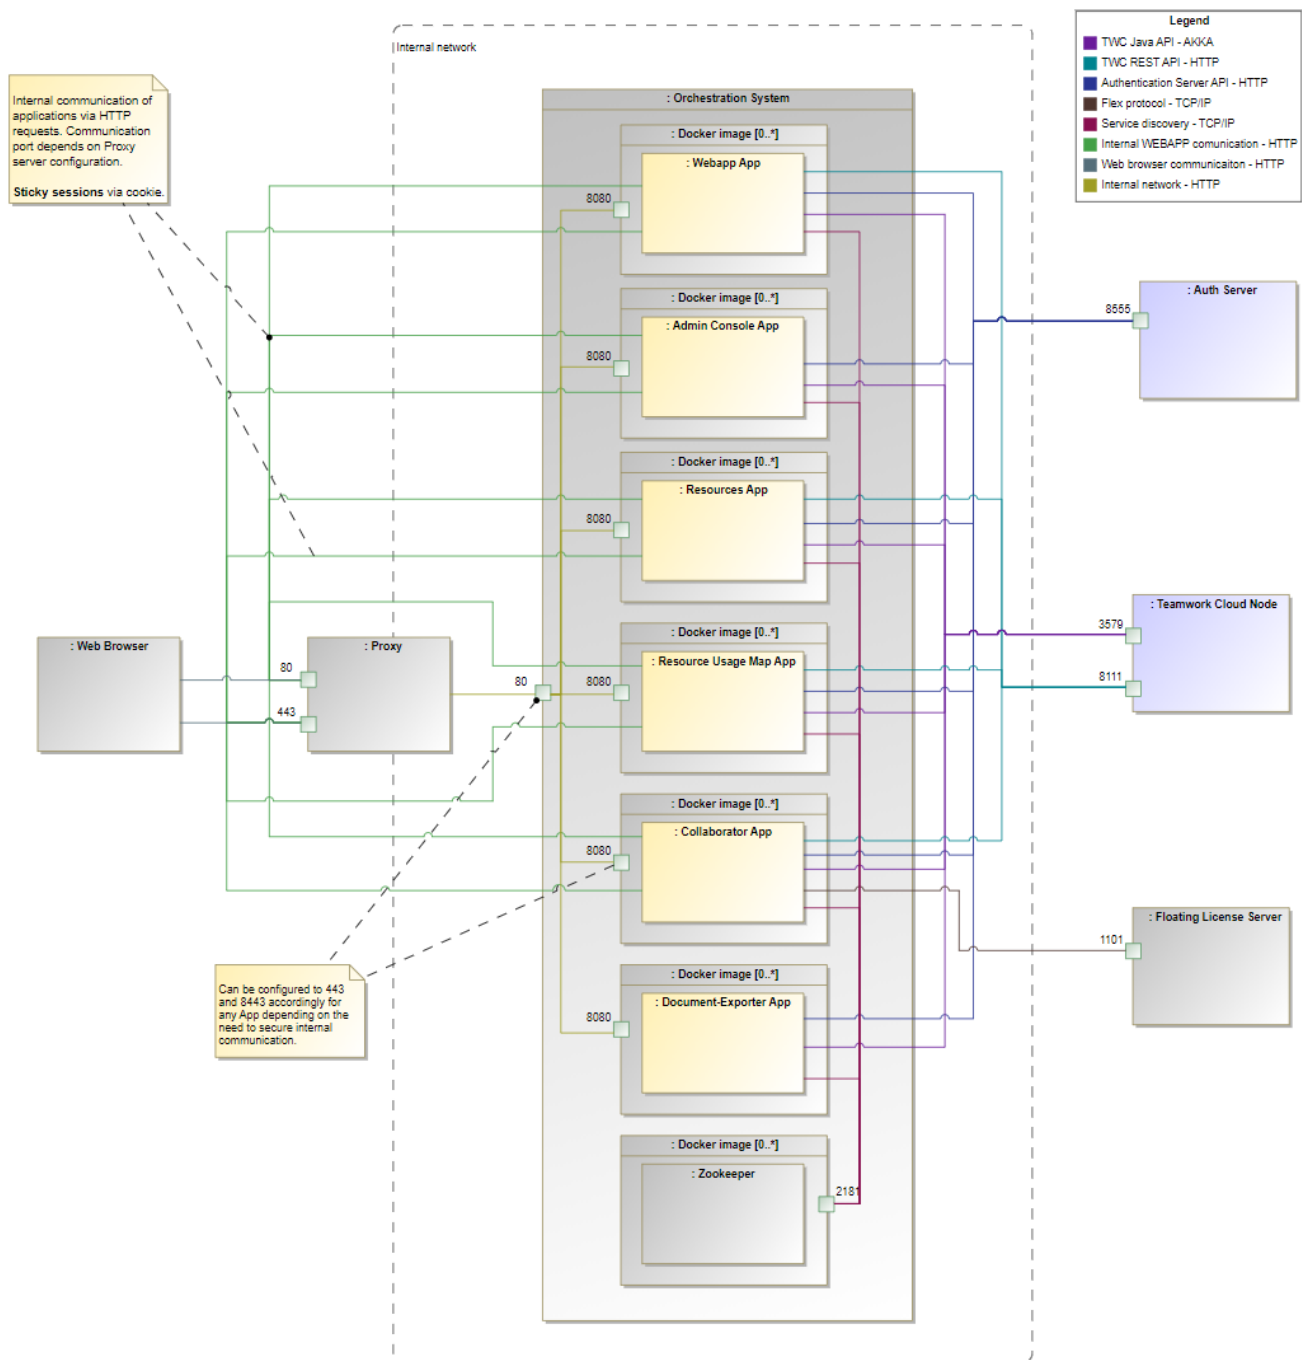 Legend
TWC Java API - AKKA
TWC REST API - HTTP
Authentication Server API - HTTP
Flex protocol - TCP/IP
Service discovery - TCP/IP
Internal WEBAPP comunication - HTTP
Web browser communicaiton - HTTP
Internal network - HTTP
Internal network
Internal communication of
applications via HTTP
requests. Communication
port depends on Proxy
server configuration.
Sticky sessions via cookie.
: Orchestration System
: Docker image [0..*]
: Webapp App
8080
: Docker image [0..*]
: Admin Console App
8080
: Docker image [0..*]
: Resources App
8080
: Docker image [0..*]
: Resource Usage Map App
8080
: Docker image [0..*]
: Collaborator App
8080
: Docker image [0..*]
: Document-Exporter App
8080
: Docker image [0..*]
: Zookeeper
2181
: Auth Server
8555
: Teamwork Cloud Node
3579
8111
: Floating License Server
1101
: Web Browser
80
443
: Proxy
80
Can be configured to 443
and 8443 accordingly for
any App depending on the
need to secure internal
communication.